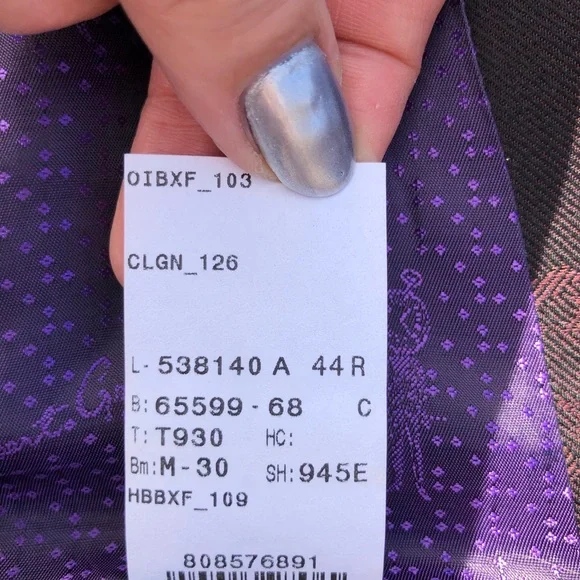 OIBXF_103
CLGN_126
L- 538140 A 44R
B: 65599 - 68 C
T: T930 HC:
Bm: M - 30 SH: 945E
HBBXF_109
808576891